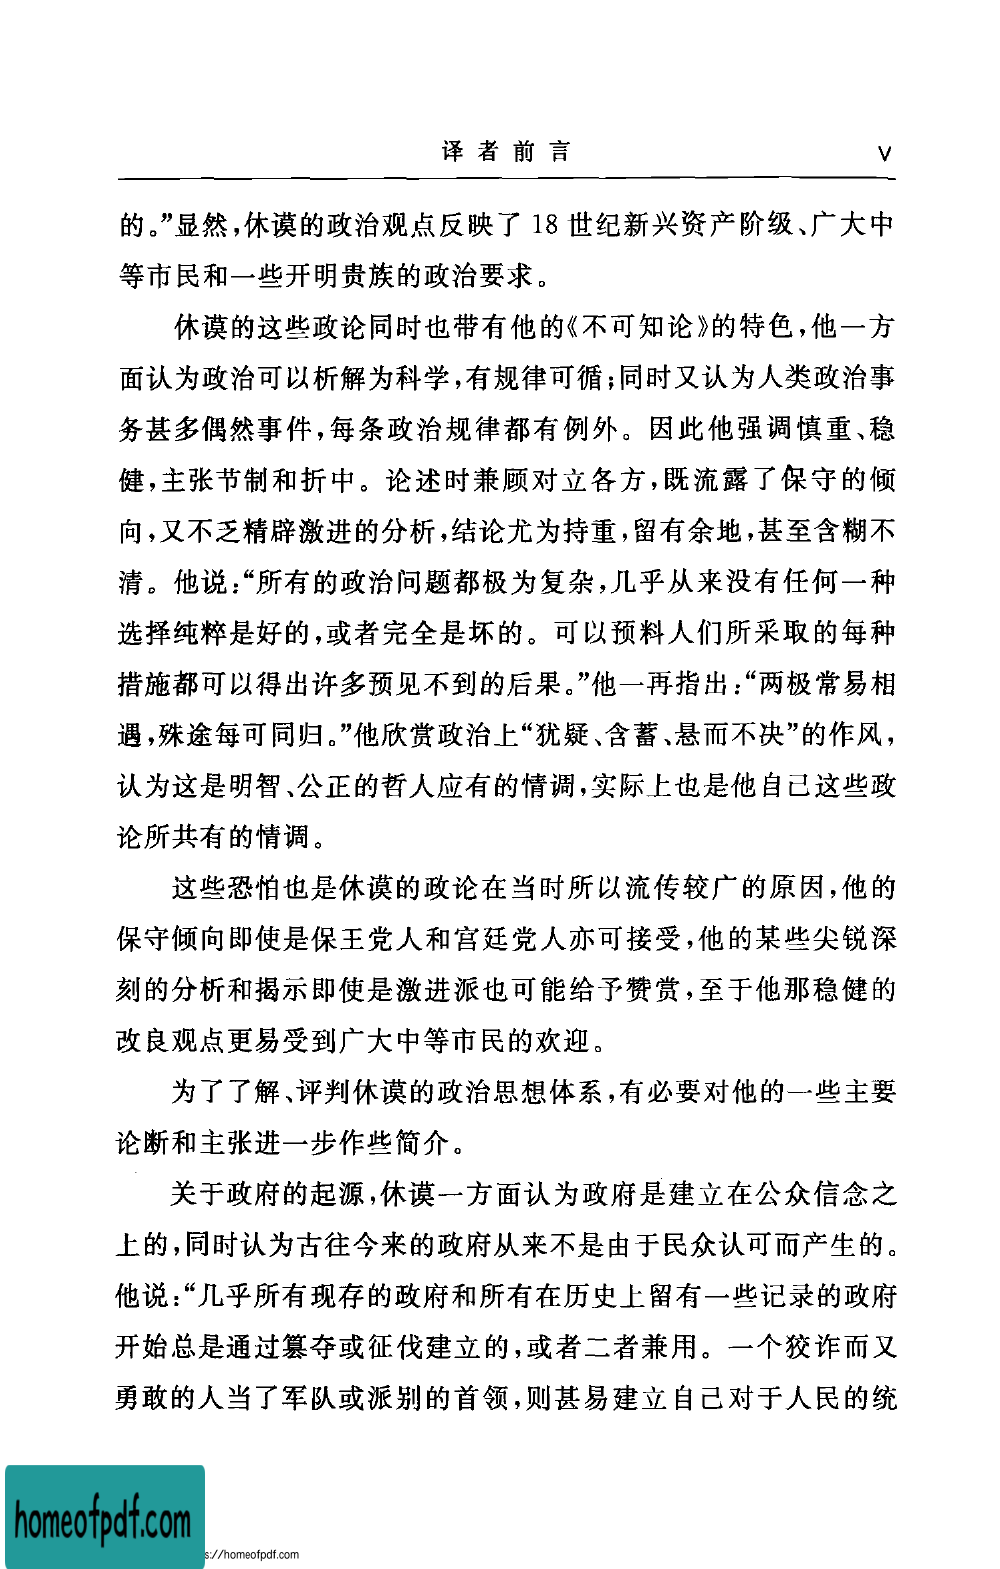 译者前言 V
的。”显然,休谟的政治观点反映了 18 世纪新兴资产阶级、广大中
等市民和一些开明贵族的政治要求。
休谟的这些政论同时也带有他的《不可知论》的特色,他一方
面认为政治可以析解为科学,有规律可循;同时又认为人类政治事
务甚多偶然事件,每条政治规律都有例外。因此他强调慎重、稳
健,主张节制和折中。论述时兼顾对立各方,既流露了保守的倾
向,又不乏精辟激进的分析,结论尤为持重,留有余地,甚至含糊不
清。他说:“所有的政治问题都极为复杂,几乎从来没有任何一种
选择纯粹是好的,或者完全是坏的。可以预料人们所采取的每种
措施都可以得出许多预见不到的后果。”他一再指出:“两极常易相
遇,殊途每可同归。”他欣赏政治上“犹疑、含蓄、悬而不决”的作风,
认为这是明智、公正的哲人应有的情调,实际上也是他自己这些政
论所共有的情调。
这些恐怕也是休谟的政论在当时所以流传较广的原因,他的
保守倾向即使是保王党人和宫廷党人亦可接受,他的某些尖锐深
刻的分析和揭示即使是激进派也可能给予赞赏,至于他那稳健的
改良观点更易受到广大中等市民的欢迎。
为了了解、评判休谟的政治思想体系,有必要对他的一些主要
论断和主张进一步作些简介。
关于政府的起源,休谟一方面认为政府是建立在公众信念之
上的,同时认为古往今来的政府从来不是由于民众认可而产生的。
他说:“几乎所有现存的政府和所有在历史上留有一些记录的政府
开始总是通过篡夺或征伐建立的,或者二者兼用。一个狡诈而又
勇敢的人当了军队或派别的首领,则甚易建立自己对于人民的统
homeofpdf.com
s://homeofpdf.com